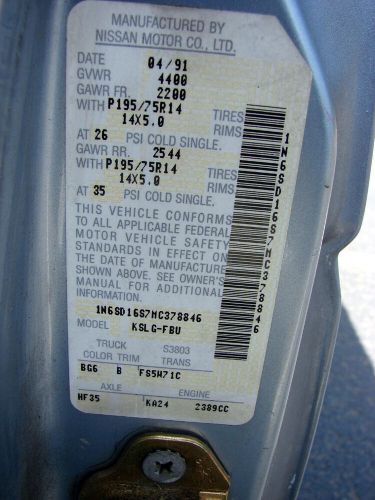 MANUFACTURED BY
NISSAN MOTOR CO., LTD.
DATE 04/91
GVWR 4400
GAWR FR. 2200
WITH P195/75R14 TIRES
14X5.0 RIMS
AT 26 PSI COLD SINGLE.
GAWR RR. 2544
WITH P195/75R14 TIRES
14X5.0 RIMS
AT 35 PSI COLD SINGLE.
THIS VEHICLE CONFORMS
TO ALL APPLICABLE FEDERAL
MOTOR VEHICLE SAFETY
STANDARDS IN EFFECT ON
THE DATE OF MANUFACTURE
SHOWN ABOVE. SEE OWNER'S
MANUAL FOR ADDITIONAL
INFORMATION
1N6SD16S7MC378846
MODEL KSLG-FBU
TRUCK S3803
COLOR TRIM TRANS
BG6 B FS5W71C
AXLE ENGINE
HF35 KA24 2389CC
1N6SD16S7MC378846